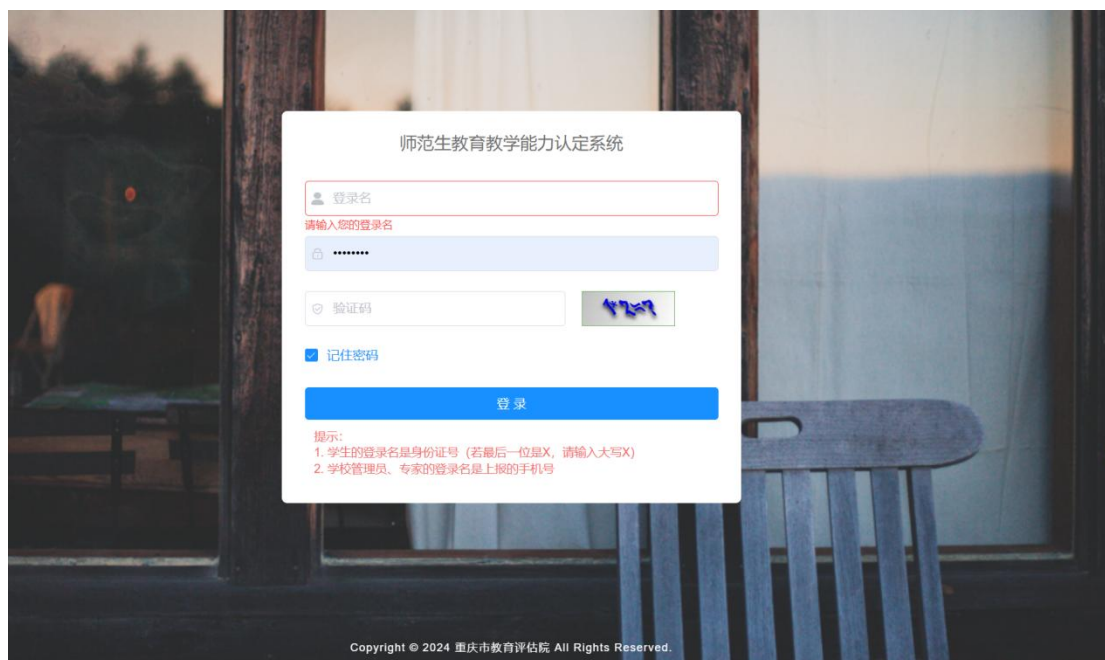 师范生教育教学能力认定系统
登录名
请输入您的登录名
••••••••
验证码
记住密码
登 录
提示:
1. 学生的登录名是身份证号（若最后一位是X，请输入大写X）
2. 学校管理员、专家的登录名是上报的手机号
Copyright © 2024 重庆市教育评估院 All Rights Reserved.